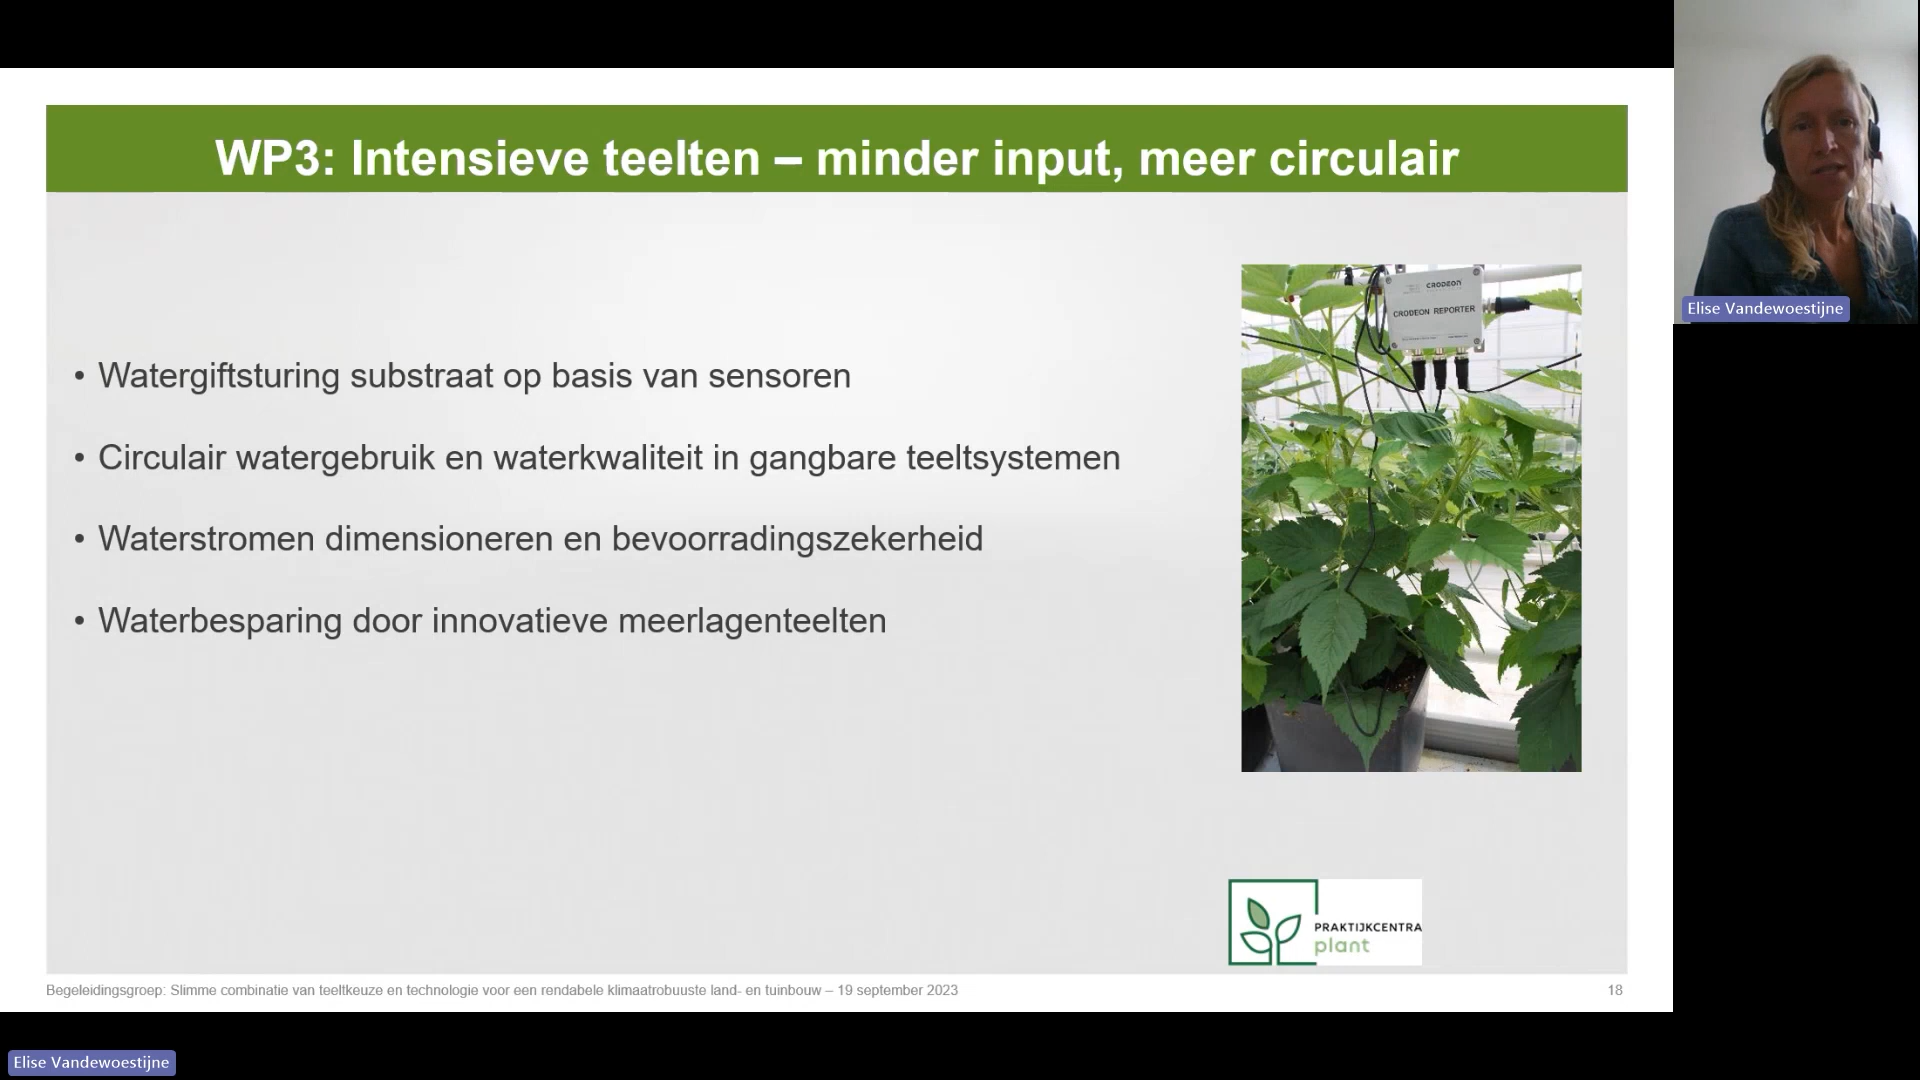 WP3: Intensieve teelten – minder input, meer circulair
• Watergiftsturing substraat op basis van sensoren
• Circulair watergebruik en waterkwaliteit in gangbare teeltsystemen
• Waterstromen dimensioneren en bevoorradingszekerheid
• Waterbesparing door innovatieve meerlagenteelten
CRODEON
CRODEON REPORTER
PRAKTIJKCENTRA
plant
Begeleidingsgroep: Slimme combinatie van teeltkeuze en technologie voor een rendabele klimaatrobuuste land- en tuinbouw – 19 september 2023
18
Elise Vandewoestijne
Elise Vandewoestijne